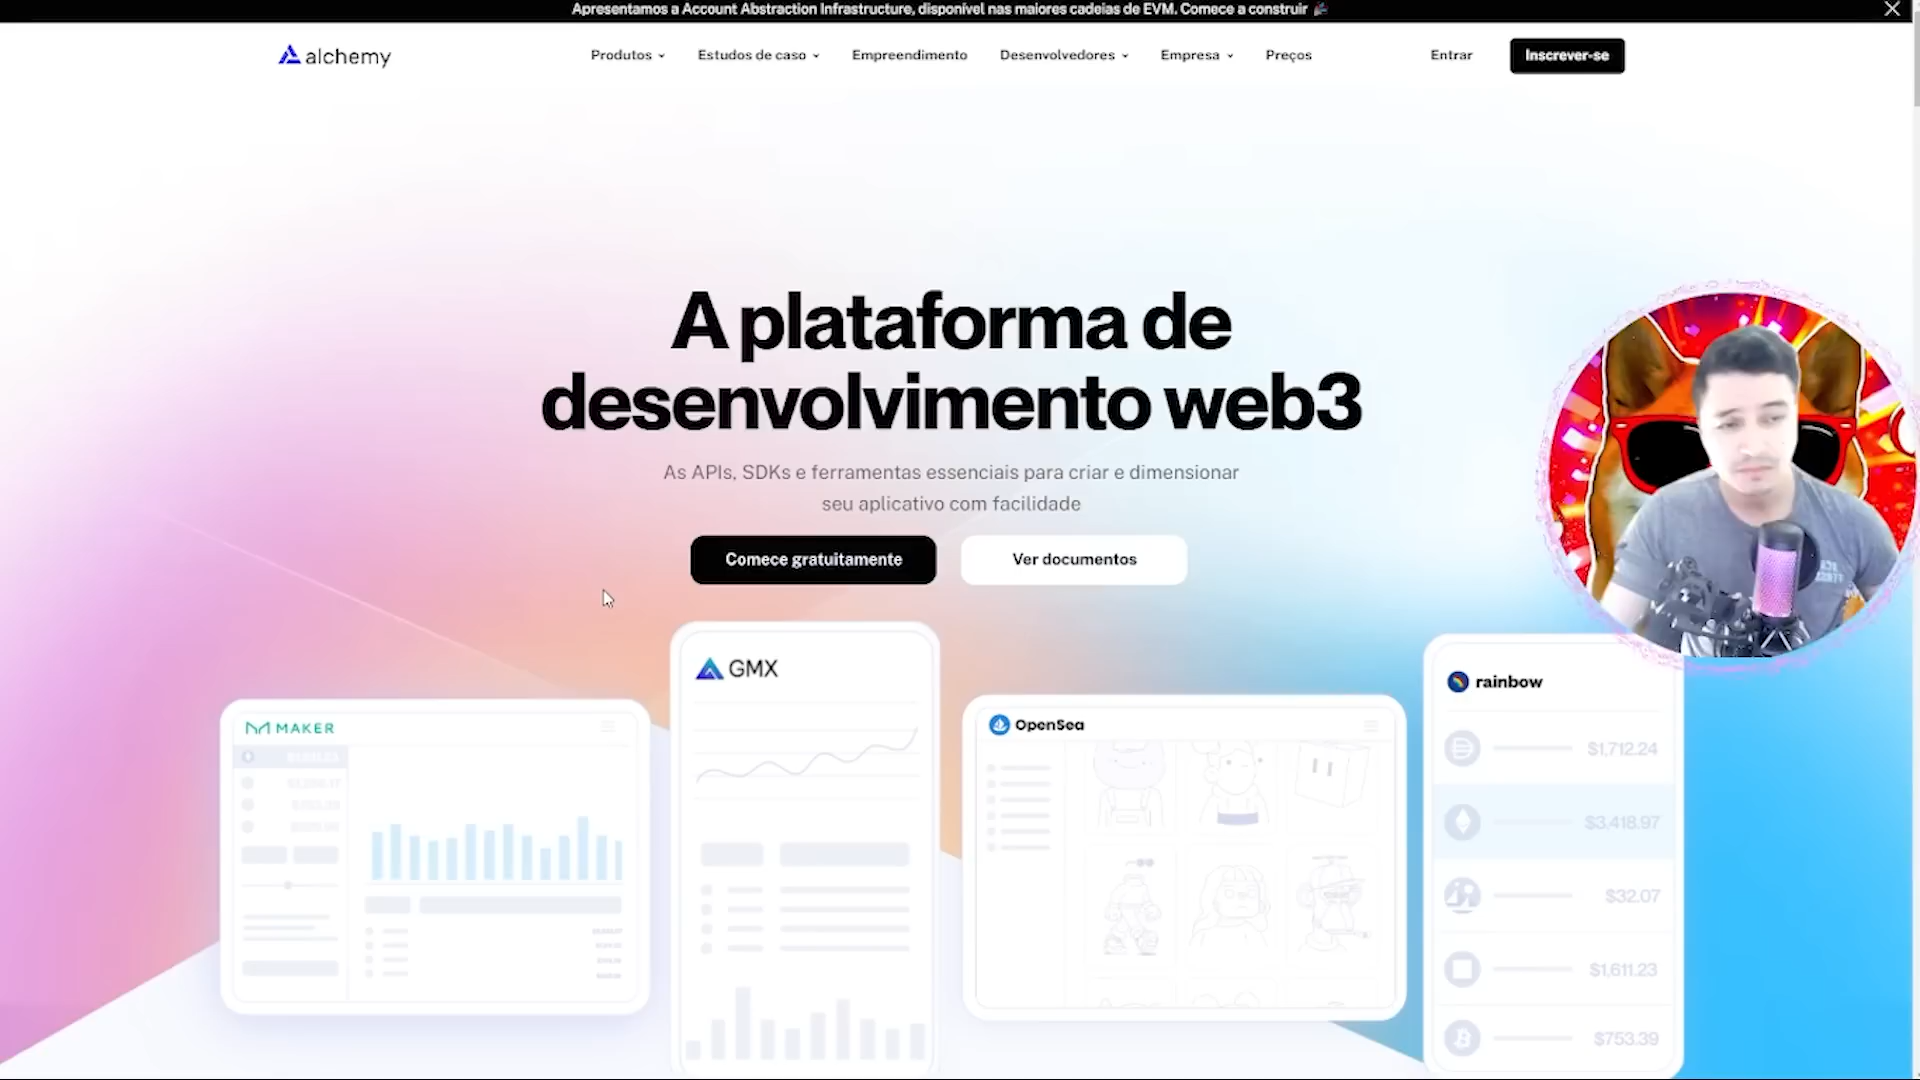 Apresentamos a Account Abstraction Infrastructure, disponível nas maiores cadeias de EVM. Comece a construir
alchemy
Produtos
Estudos de caso
Empreendimento
Desenvolvedores
Empresa
Preços
Entrar
Inscrever-se
A plataforma de
desenvolvimento web3
As APIs, SDKs e ferramentas essenciais para criar e dimensionar
seu aplicativo com facilidade
Comece gratuitamente
Ver documentos
MAKER
GMX
OpenSea
rainbow
$1,712.24
$3,418.97
$32.07
$1,611.23
$753.39